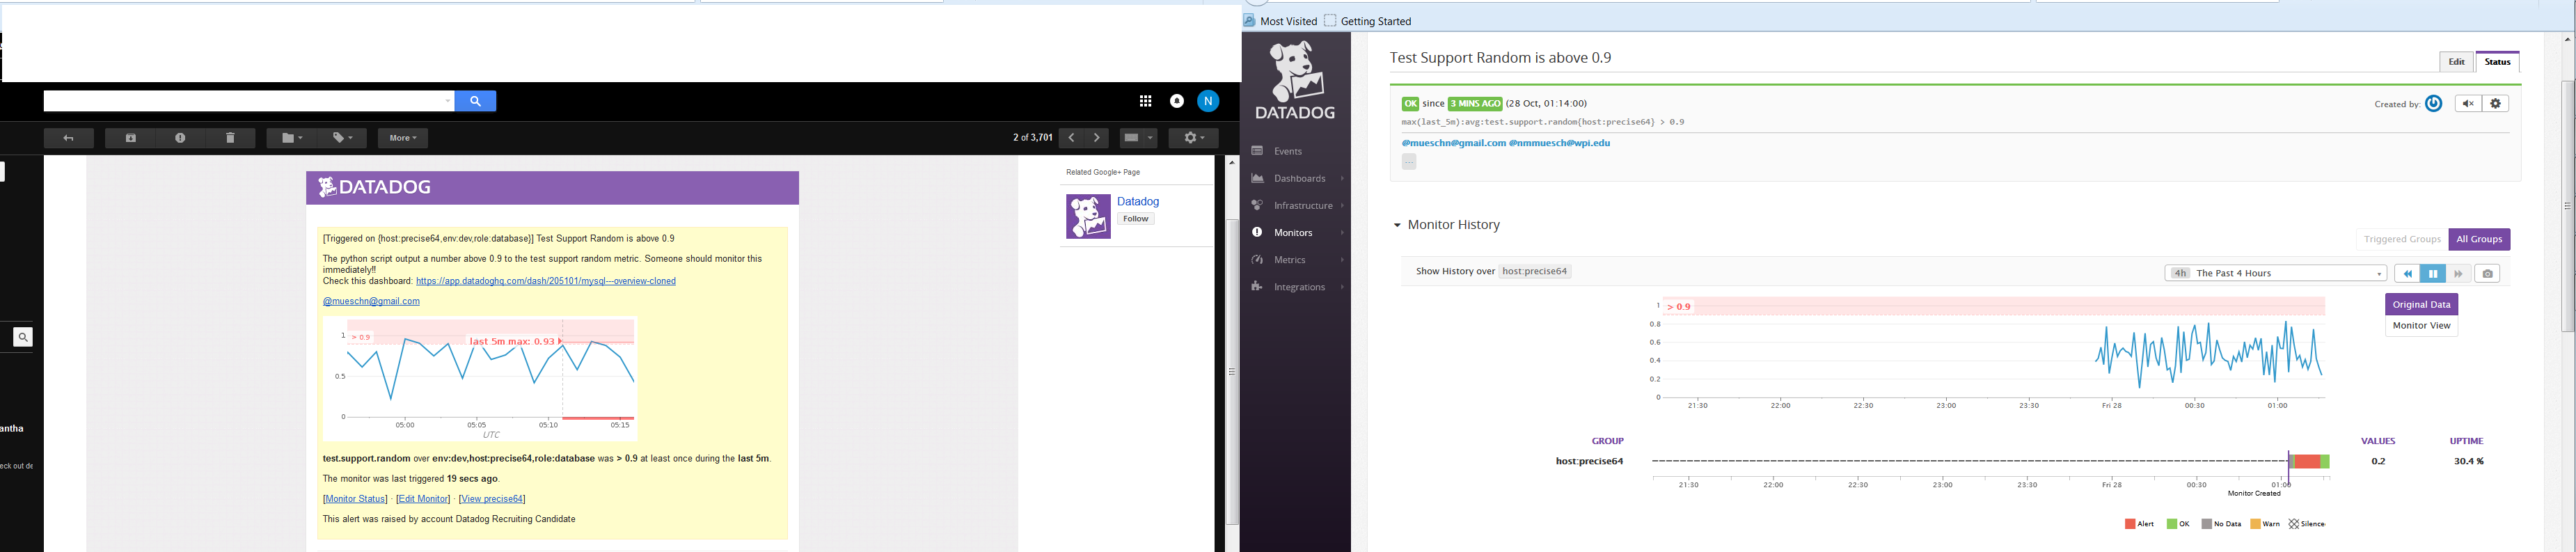 Most Visited Getting Started
N
More
2 of 3,701
antha
eck out de
DATADOG
[Triggered on {host:precise64,env:dev,role:database}] Test Support Random is above 0.9
The python script output a number above 0.9 to the test support random metric. Someone should monitor this
immediately!!
Check this dashboard: https://app.datadoghq.com/dash/205101/mysql---overview-cloned
@mueschn@gmail.com
1
> 0.9
last 5m max: 0.93
0.5
0
05:00 05:05 05:10 05:15
UTC
test.support.random over env:dev,host:precise64,role:database was > 0.9 at least once during the last 5m.
The monitor was last triggered 19 secs ago.
[Monitor Status] · [Edit Monitor] · [View precise64]
This alert was raised by account Datadog Recruiting Candidate
Related Google+ Page
Datadog
Follow
DATADOG
Events
Dashboards
Infrastructure
Monitors
Metrics
Integrations
Test Support Random is above 0.9
Edit Status
OK since 3 MINS AGO (28 Oct, 01:14:00)
Created by:
max(last_5m):avg:test.support.random{host:precise64} > 0.9
@mueschn@gmail.com @nmmuesch@wpi.edu
...
Monitor History
Triggered Groups All Groups
Show History over host:precise64
4h The Past 4 Hours
1 > 0.9
0.8
0.6
0.4
0.2
0
21:30 22:00 22:30 23:00 23:30 Fri 28 00:30 01:00
Original Data
Monitor View
GROUP VALUES UPTIME
host:precise64 0.2 30.4 %
21:30 22:00 22:30 23:00 23:30 Fri 28 00:30 01:00
Monitor Created
Alert OK No Data Warn Silence